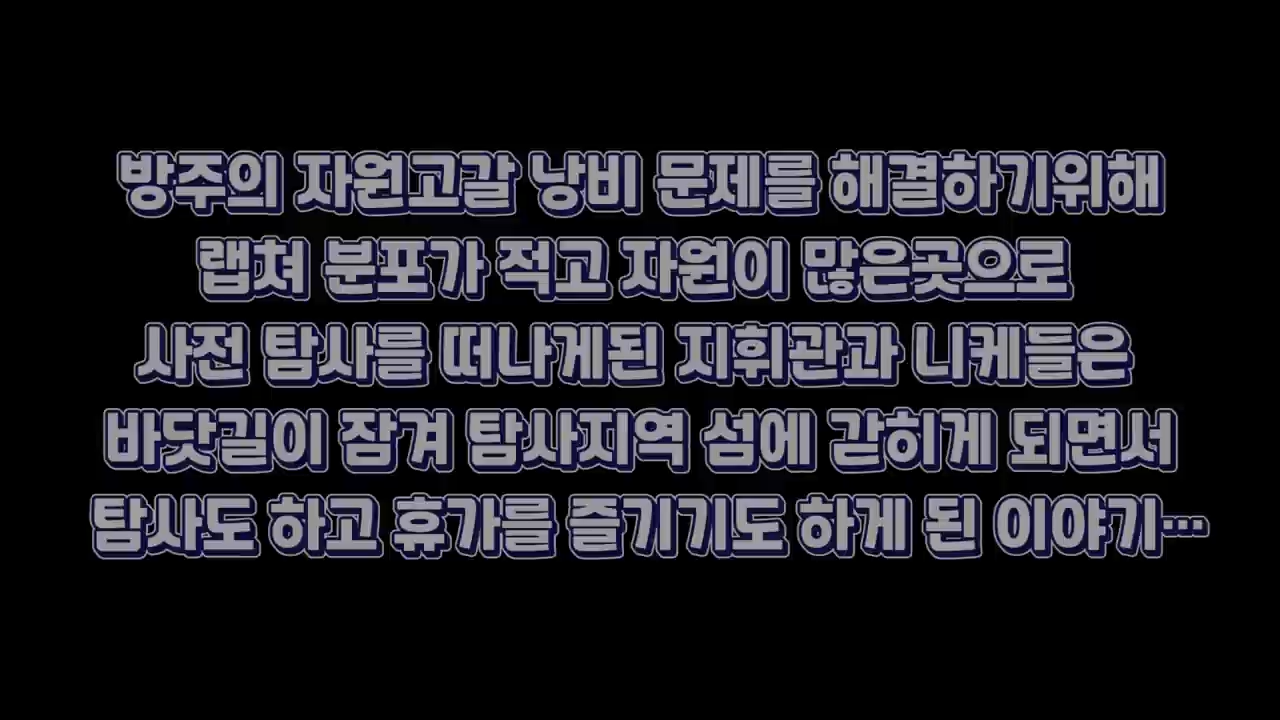 방주의 자원고갈 낭비 문제를 해결하기위해
랩쳐 분포가 적고 자원이 많은곳으로
사전 탐사를 떠나게된 지휘관과 니케들은
바닷길이 잠겨 탐사지역 섬에 갇히게 되면서
탐사도 하고 휴가를 즐기기도 하게 된 이야기…